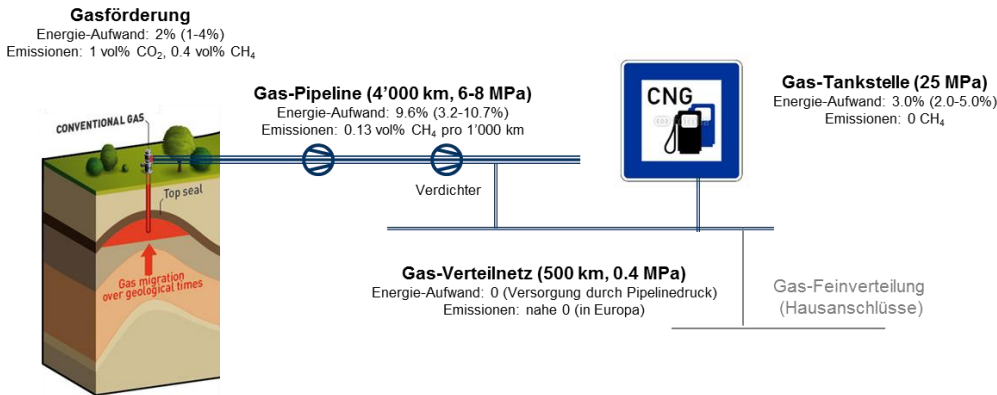 Gasförderung
Energie-Aufwand: 2% (1-4%)
Emissionen: 1 vol% CO₂, 0.4 vol% CH₄
Gas-Pipeline (4’000 km, 6-8 MPa)
Energie-Aufwand: 9.6% (3.2-10.7%)
Emissionen: 0.13 vol% CH₄ pro 1’000 km
CNG
Gas-Tankstelle (25 MPa)
Energie-Aufwand: 3.0% (2.0-5.0%)
Emissionen: 0 CH₄
CONVENTIONAL GAS
Verdichter
Top seal
Gas migration
over geological times
Gas-Verteilnetz (500 km, 0.4 MPa)
Energie-Aufwand: 0 (Versorgung durch Pipelinedruck)
Emissionen: nahe 0 (in Europa)
Gas-Feinverteilung
(Hausanschlüsse)